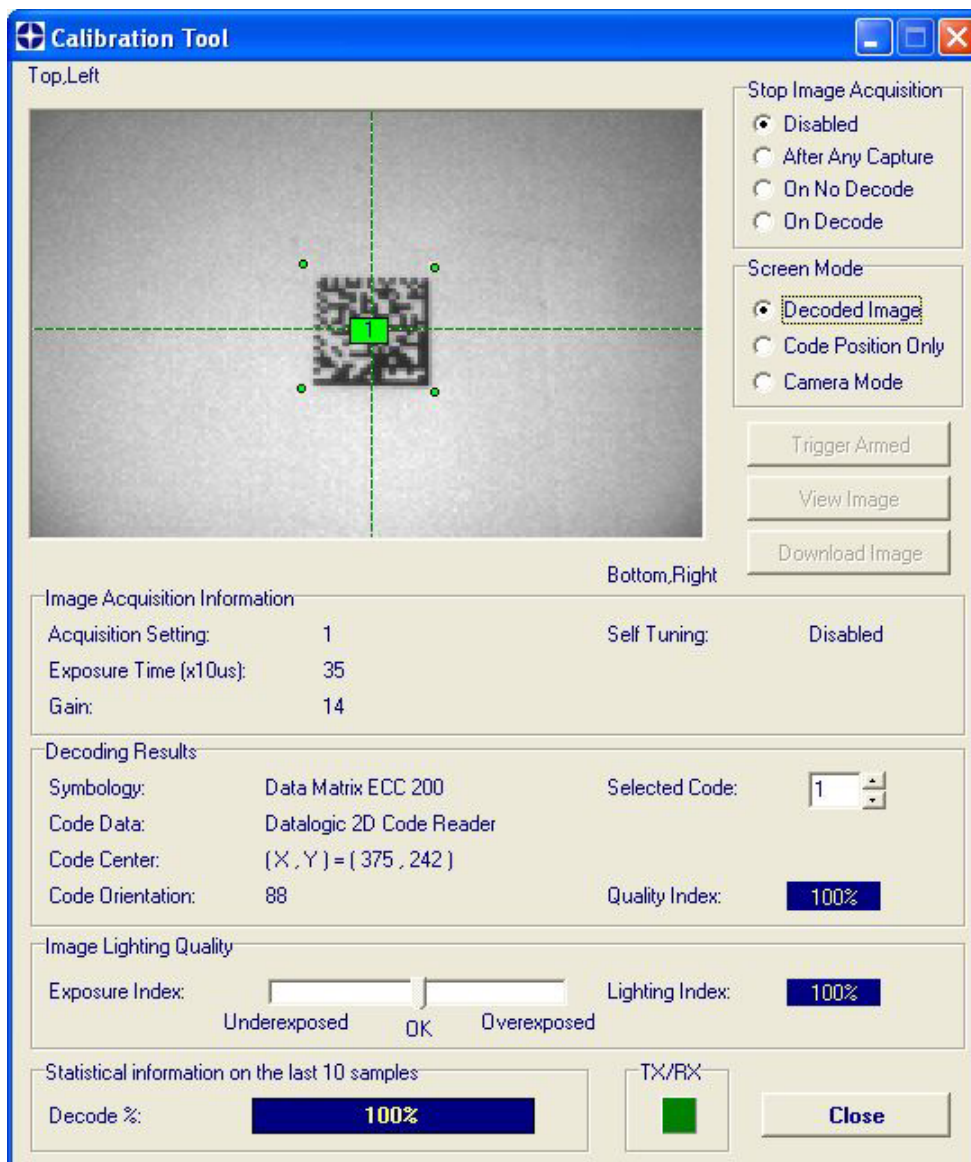 Calibration Tool
Top,Left
Stop Image Acquisition
Disabled
After Any Capture
On No Decode
On Decode
Screen Mode
Decoded Image
Code Position Only
Camera Mode
1
Trigger Armed
View Image
Download Image
Bottom,Right
Image Acquisition Information
Acquisition Setting: 1 Self Tuning: Disabled
Exposure Time (x10us): 35
Gain: 14
Decoding Results
Symbology: Data Matrix ECC 200 Selected Code: 1
Code Data: Datalogic 2D Code Reader
Code Center: ( X , Y ) = ( 375 , 242 )
Code Orientation: 88 Quality Index: 100%
Image Lighting Quality
Exposure Index: Lighting Index: 100%
Underexposed OK Overexposed
Statistical information on the last 10 samples
TX/RX
Decode %: 100%
Close